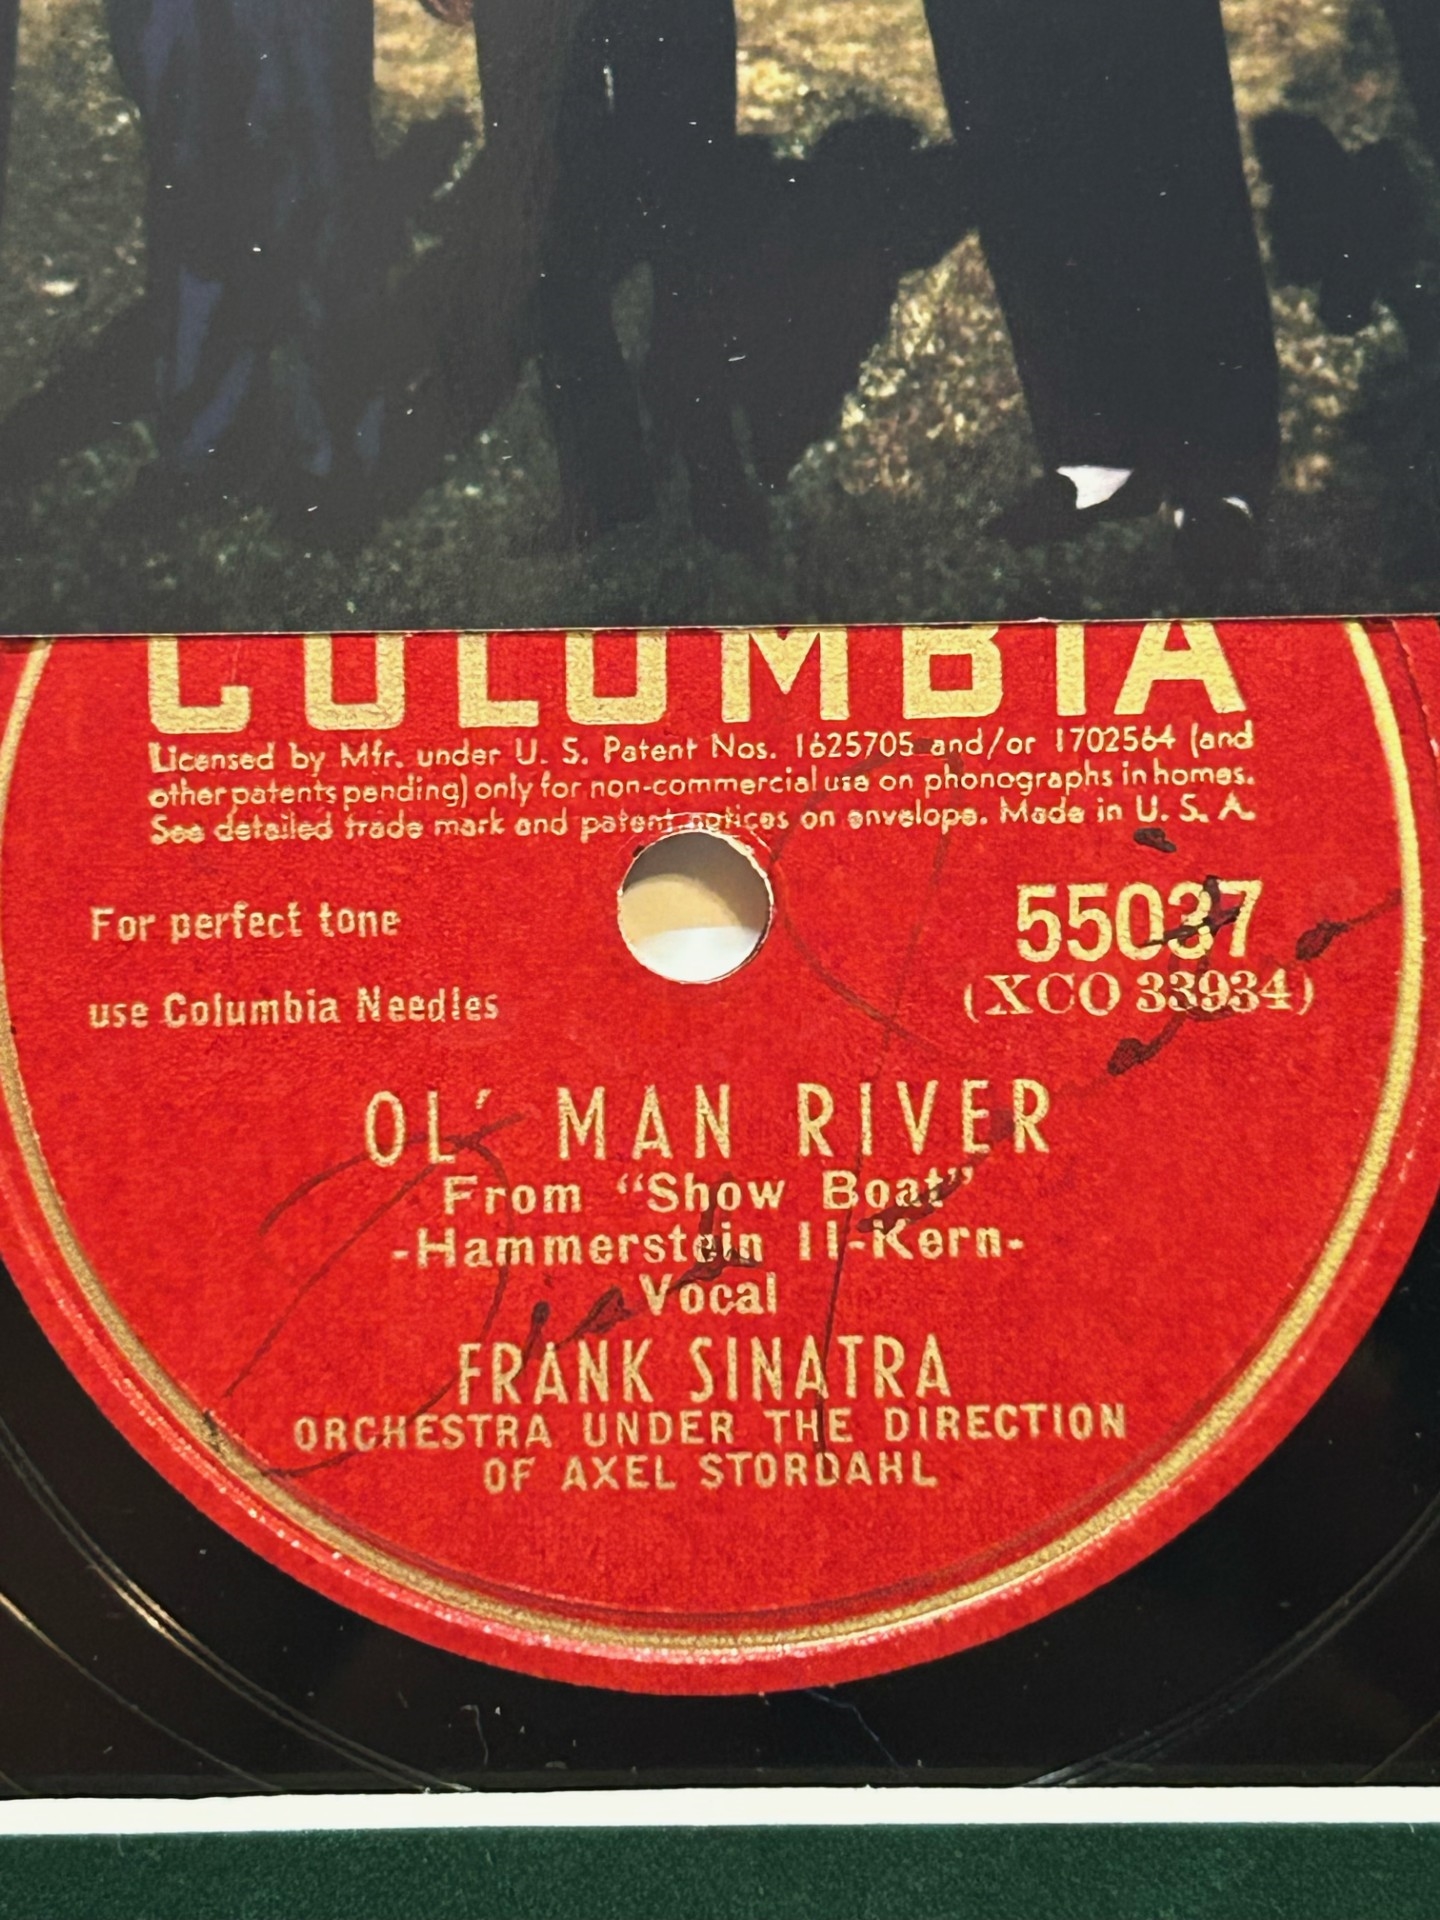 COLUMBIA
Licensed by Mfr. under U. S. Patent Nos. 1625705 and/or 1702564 (and
other patents pending) only for non-commercial use on phonographs in homes.
See detailed trade mark and patent notices on envelope. Made in U. S. A.
For perfect tone
use Columbia Needles
55037
(XCO 33934)
OL' MAN RIVER
From "Show Boat"
-Hammerstein II-Kern-
Vocal
FRANK SINATRA
ORCHESTRA UNDER THE DIRECTION
OF AXEL STORDAHL
Frank Sinatra